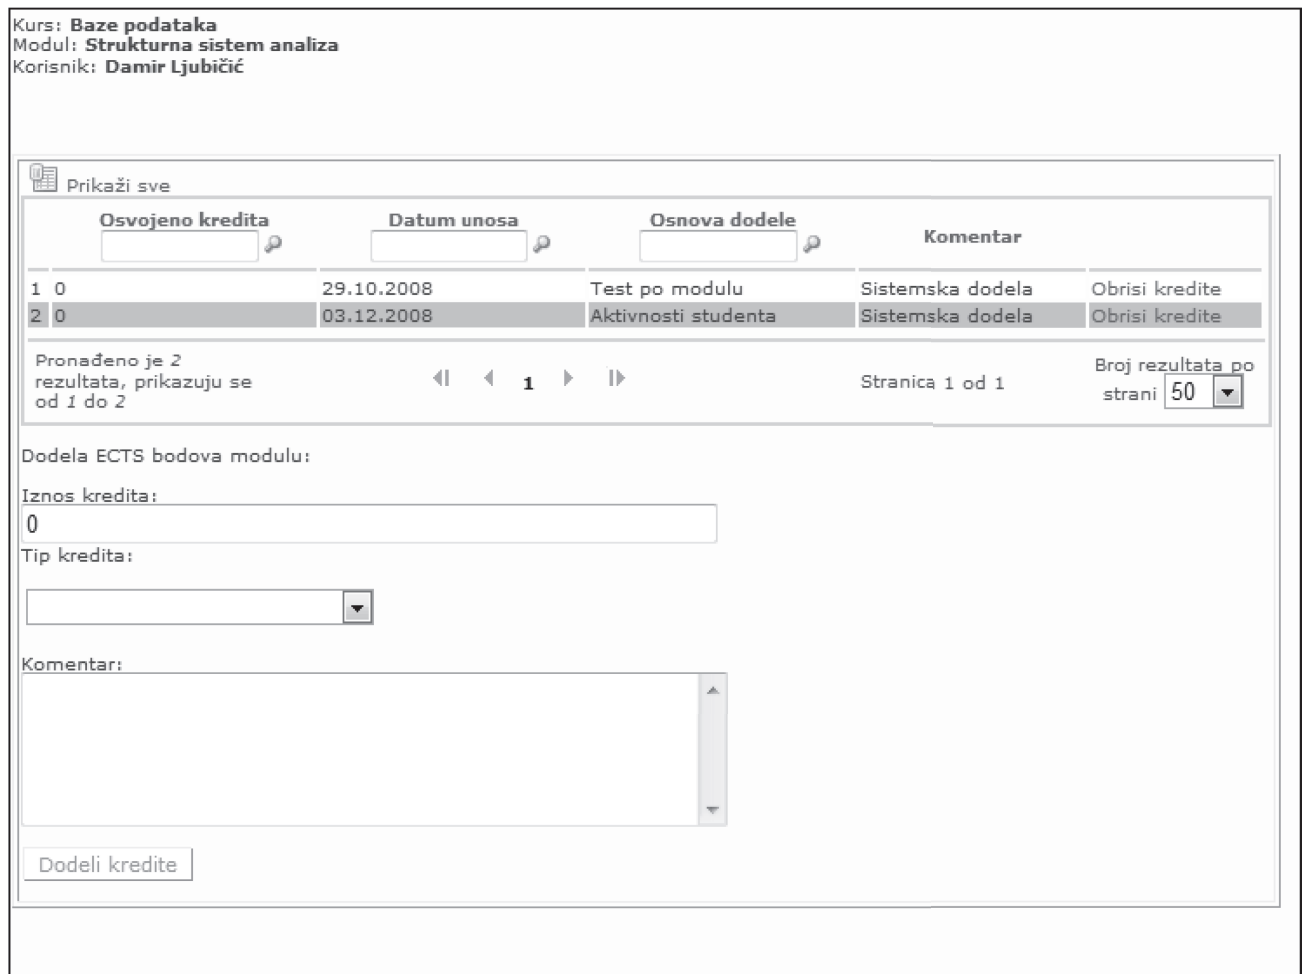 Kurs: Baze podataka
Modul: Strukturna sistem analiza
Korisnik: Damir Ljubičić
Prikaži sve
Osvojeno kredita Datum unosa Osnova dodele Komentar
1 0 29.10.2008 Test po modulu Sistemska dodela Obrisi kredite
2 0 03.12.2008 Aktivnosti studenta Sistemska dodela Obrisi kredite
Pronađeno je 2
rezultata, prikazuju se
od 1 do 2
1
Stranica 1 od 1
Broj rezultata po
strani 50
Dodela ECTS bodova modulu:
Iznos kredita:
0
Tip kredita:
Komentar:
Dodeli kredite